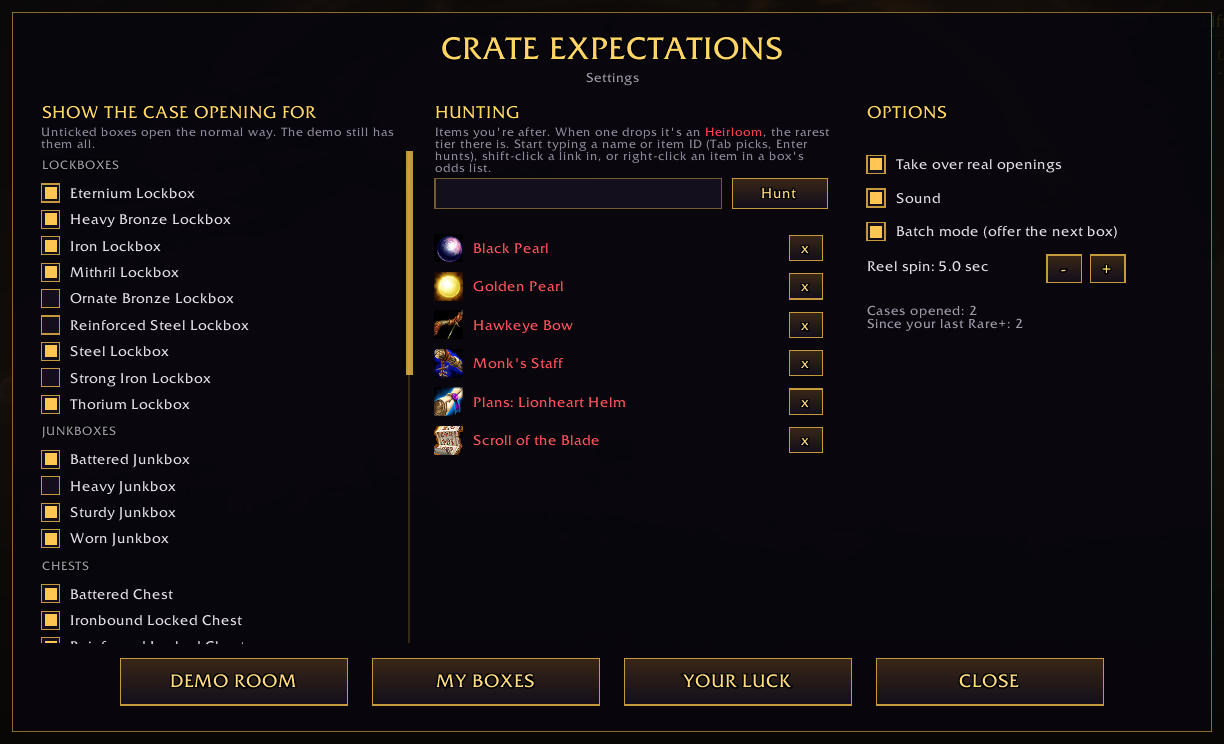 CRATE EXPECTATIONS
Settings
SHOW THE CASE OPENING FOR
Unticked boxes open the normal way. The demo still has
them all.
LOCKBOXES
Eternium Lockbox
Heavy Bronze Lockbox
Iron Lockbox
Mithril Lockbox
Ornate Bronze Lockbox
Reinforced Steel Lockbox
Steel Lockbox
Strong Iron Lockbox
Thorium Lockbox
JUNKBOXES
Battered Junkbox
Heavy Junkbox
Sturdy Junkbox
Worn Junkbox
CHESTS
Battered Chest
Ironbound Locked Chest
HUNTING
Items you're after. When one drops it's an Heirloom, the rarest
tier there is. Start typing a name or item ID (Tab picks, Enter
hunts), shift-click a link in, or right-click an item in a box's
odds list.
Hunt
Black Pearl x
Golden Pearl x
Hawkeye Bow x
Monk's Staff x
Plans: Lionheart Helm x
Scroll of the Blade x
OPTIONS
Take over real openings
Sound
Batch mode (offer the next box)
Reel spin: 5.0 sec - +
Cases opened: 2
Since your last Rare+: 2
DEMO ROOM MY BOXES YOUR LUCK CLOSE